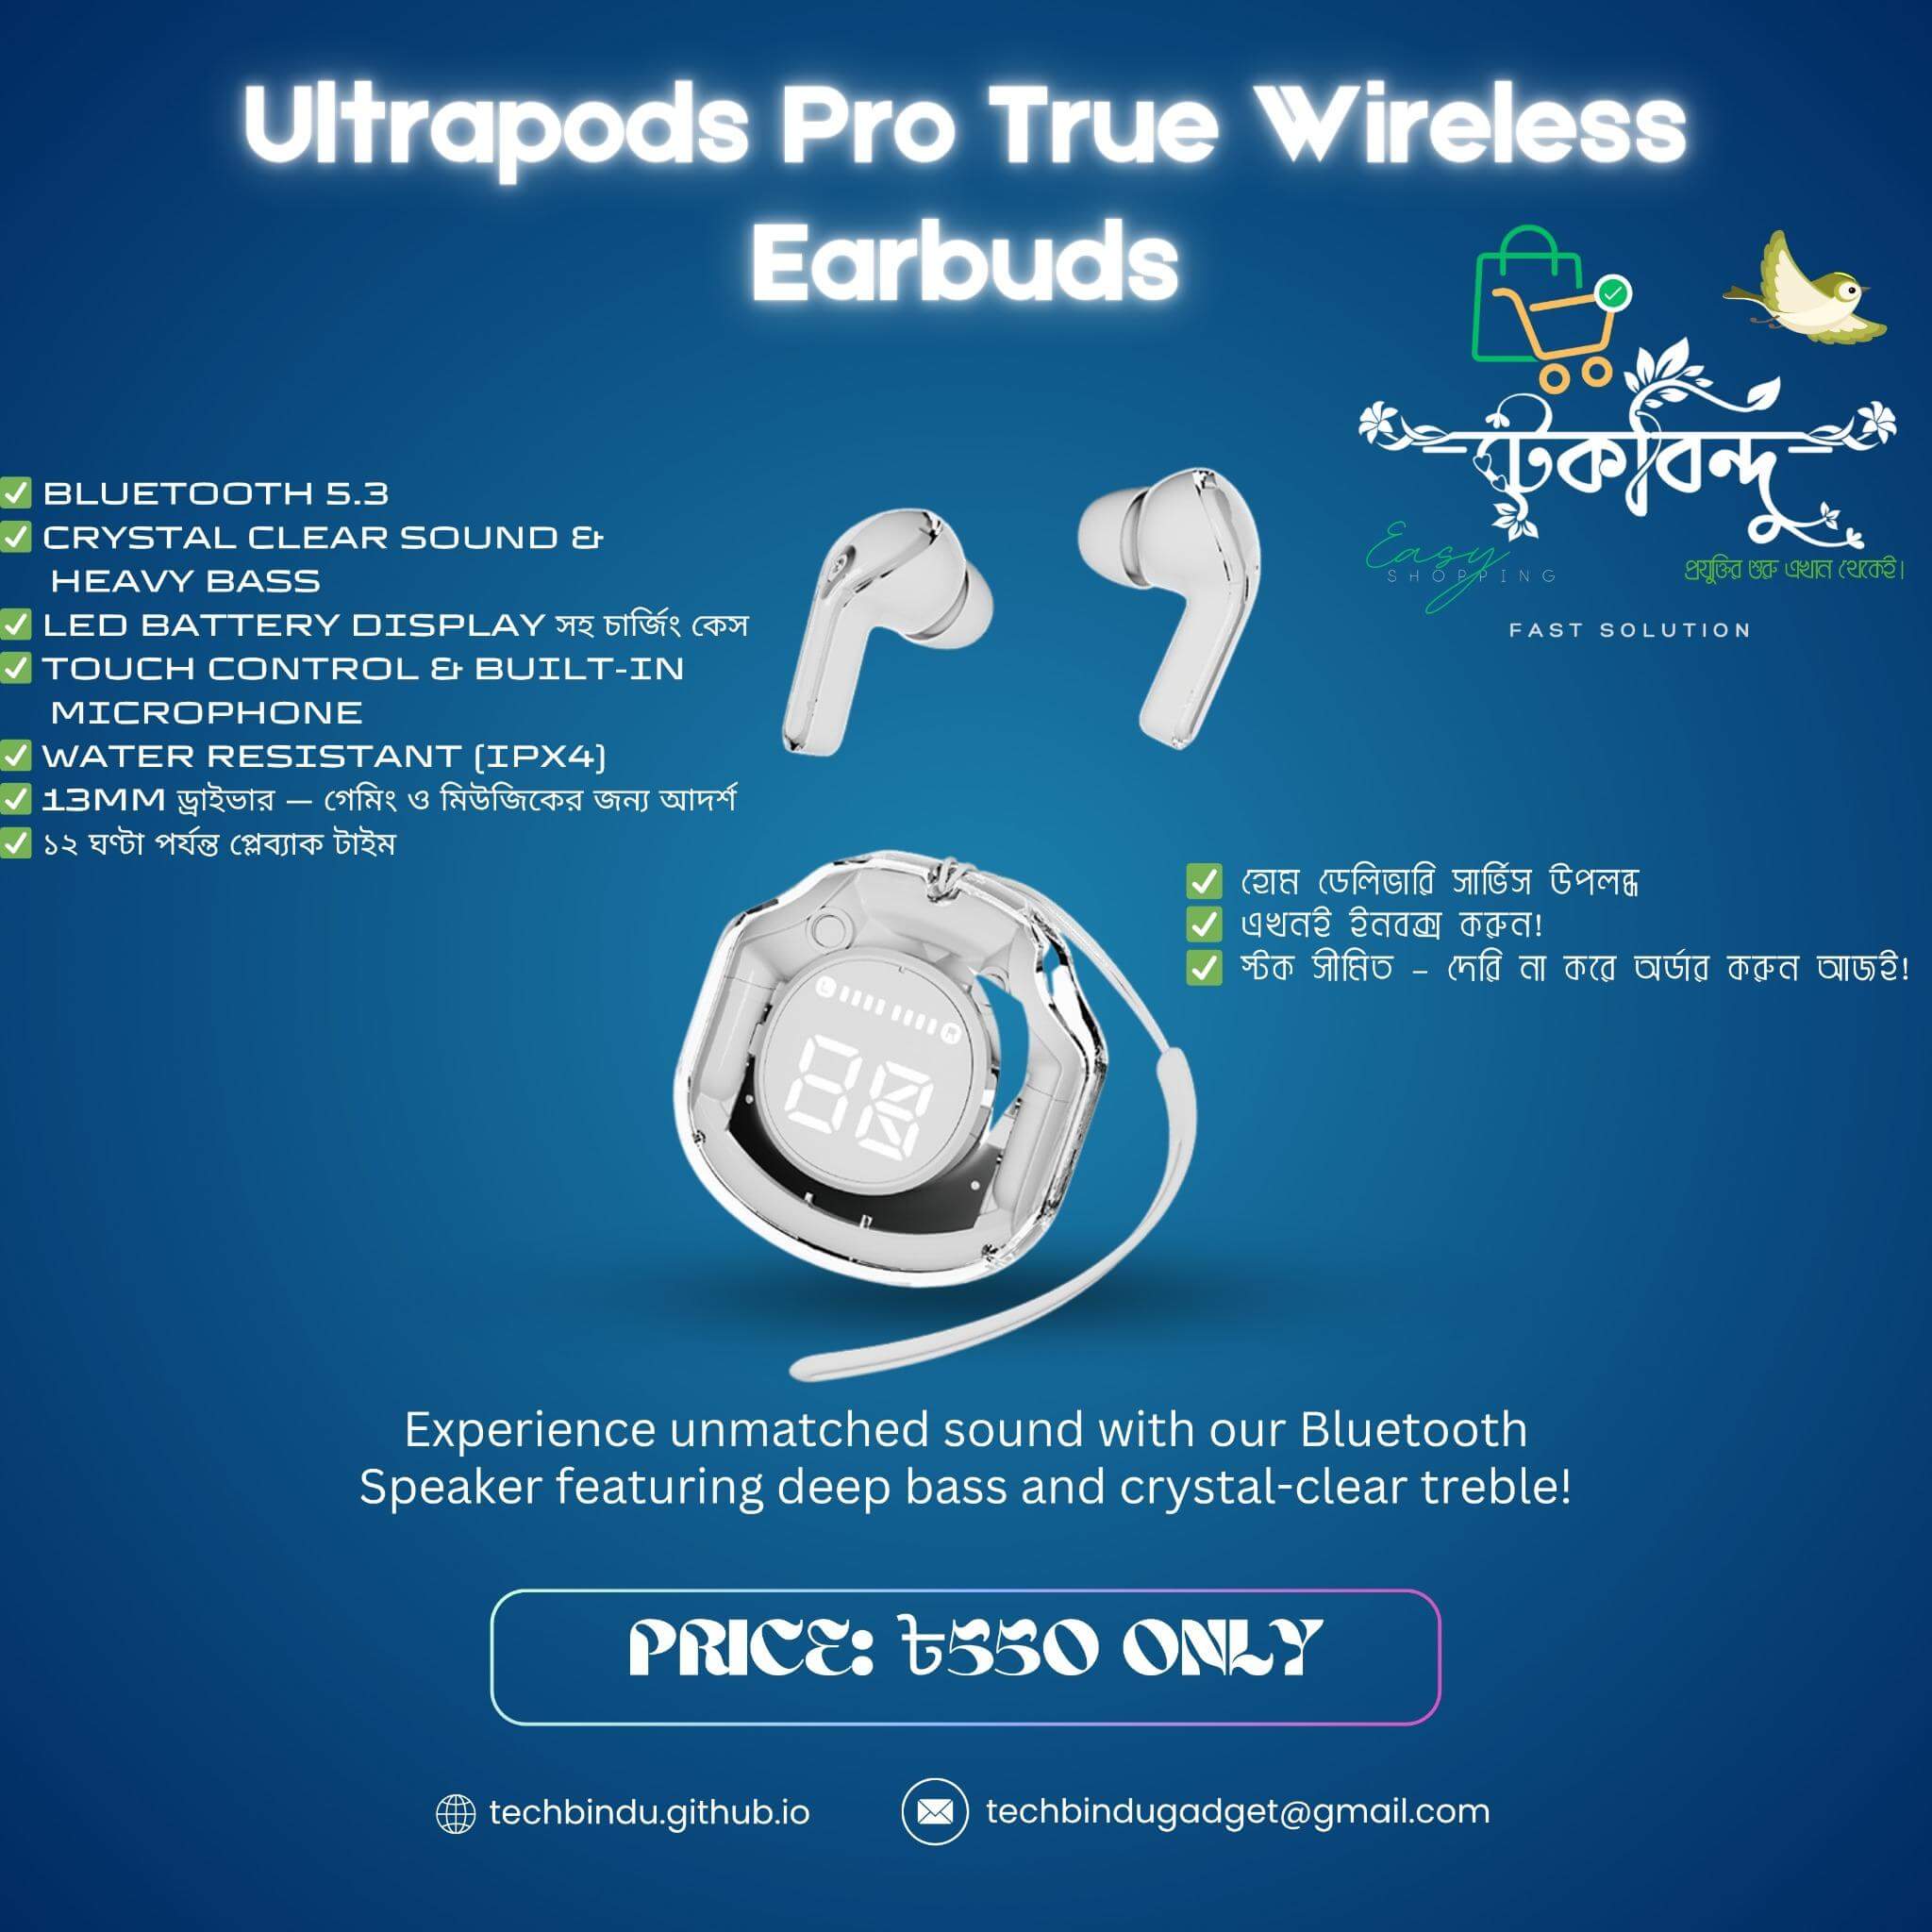 Ultrapods Pro True Wireless
Earbuds
✅ BLUETOOTH 5.3
✅ CRYSTAL CLEAR SOUND &
HEAVY BASS
✅ LED BATTERY DISPLAY সহ চার্জিং কেস
✅ TOUCH CONTROL & BUILT-IN
MICROPHONE
✅ WATER RESISTANT (IPX4)
✅ 13MM ড্রাইভার — গেমিং ও মিউজিকের জন্য আদর্শ
✅ ১২ ঘণ্টা পর্যন্ত প্লেব্যাক টাইম
টেকবিন্দু
Easy
SHOPPING
প্রযুক্তির শুরু এখান থেকেই।
FAST SOLUTION
✅ হোম ডেলিভারি সার্ভিস উপলব্ধ
✅ এখনই ইনবক্স করুন!
✅ স্টক সীমিত – দেরি না করে অর্ডার করুন আজই!
L R
Experience unmatched sound with our Bluetooth
Speaker featuring deep bass and crystal-clear treble!
PRICE: ৳550 ONLY
techbindu.github.io
techbindugadget@gmail.com